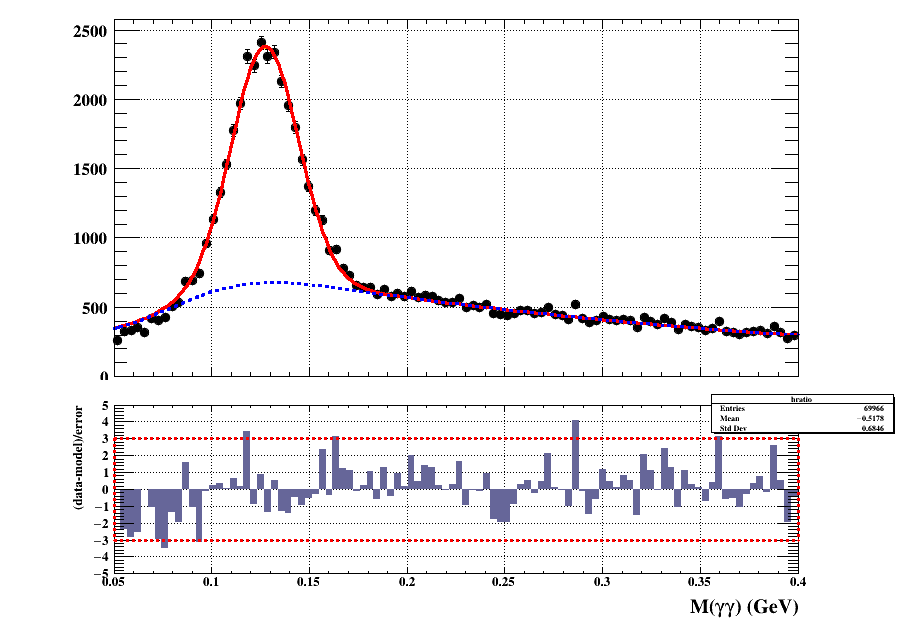 2500
2000
1500
1000
500
0
hratio
Entries 69966
Mean −0.5178
Std Dev 0.6846
(data-model)/error
5
4
3
2
1
0
−1
−2
−3
−4
−5
0.05 0.1 0.15 0.2 0.25 0.3 0.35 0.4
M(γγ) (GeV)